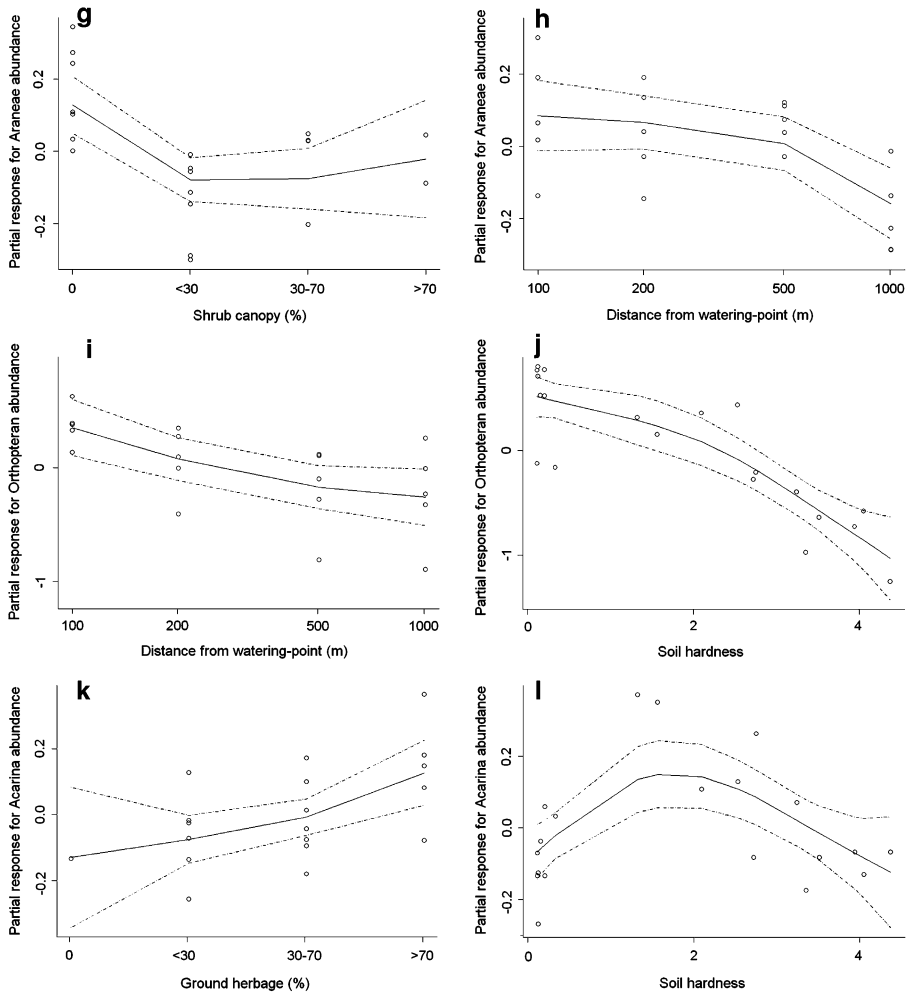 g
Partial response for Araneae abundance
0.2
0.0
-0.2
0
<30
30-70
>70
Shrub canopy (%)
h
Partial response for Araneae abundance
0.2
0.0
-0.2
100
200
500
1000
Distance from watering-point (m)
i
Partial response for Orthopteran abundance
0
-1
100
200
500
1000
Distance from watering-point (m)
j
Partial response for Orthopteran abundance
0
-1
0
2
4
Soil hardness
k
Partial response for Acarina abundance
0.2
0.0
-0.2
0
<30
30-70
>70
Ground herbage (%)
l
Partial response for Acarina abundance
0.2
0.0
-0.2
0
2
4
Soil hardness